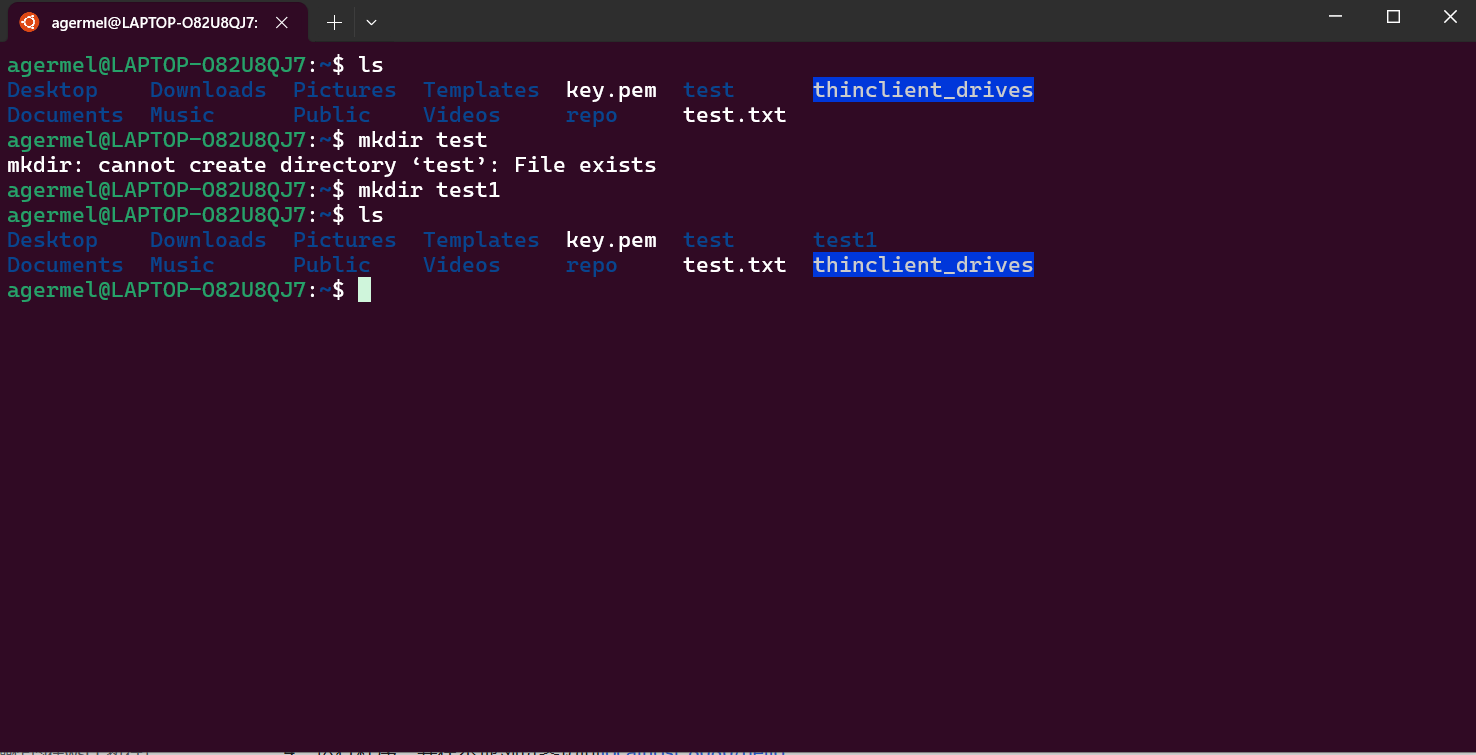 agermel@LAPTOP-O82U8QJ7:
agermel@LAPTOP-O82U8QJ7:~$ ls
Desktop    Downloads  Pictures  Templates  key.pem  test      thinclient_drives
Documents  Music      Public    Videos     repo     test.txt
agermel@LAPTOP-O82U8QJ7:~$ mkdir test
mkdir: cannot create directory ‘test’: File exists
agermel@LAPTOP-O82U8QJ7:~$ mkdir test1
agermel@LAPTOP-O82U8QJ7:~$ ls
Desktop    Downloads  Pictures  Templates  key.pem  test      test1
Documents  Music      Public    Videos     repo     test.txt  thinclient_drives
agermel@LAPTOP-O82U8QJ7:~$